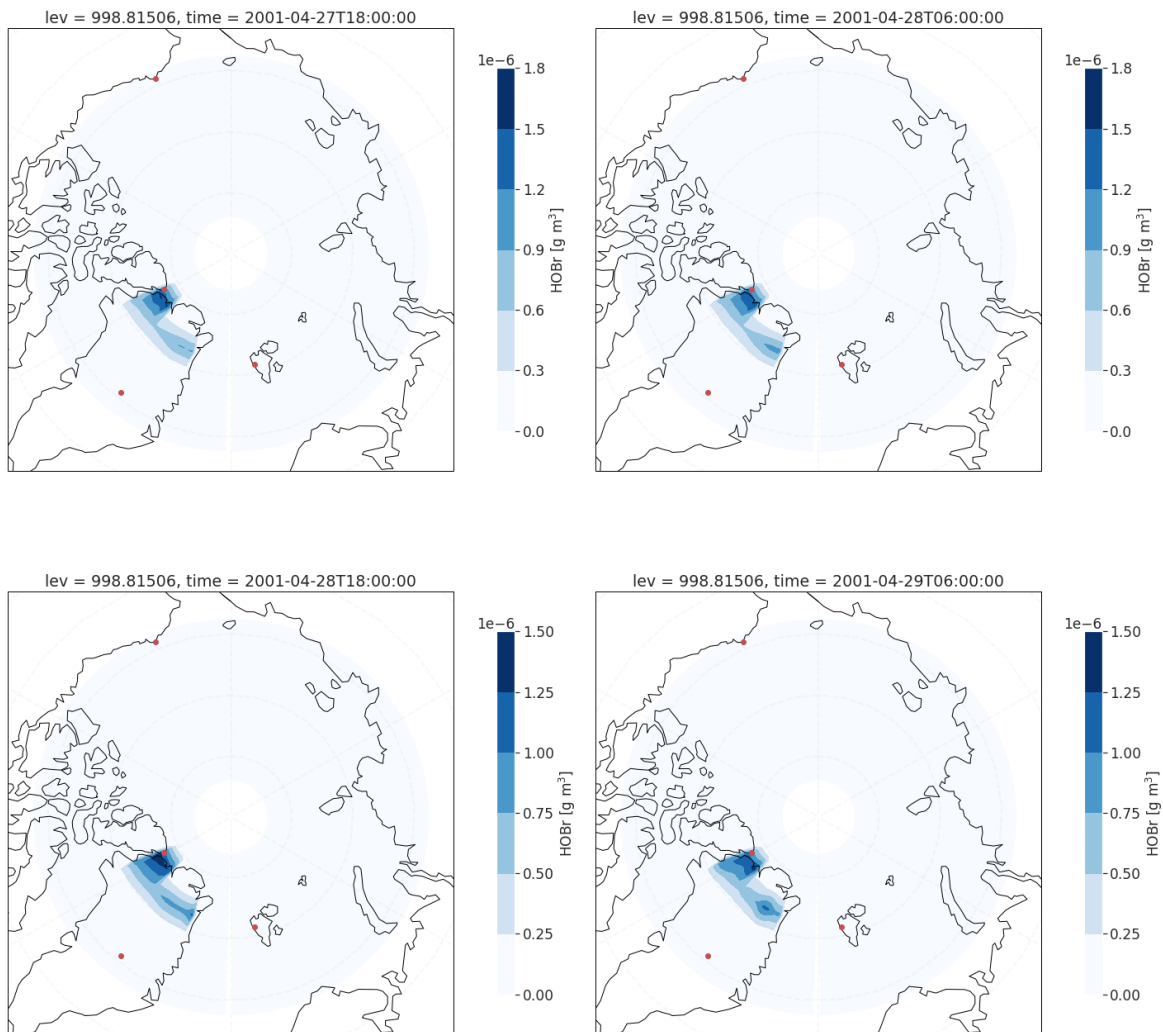 lev = 998.81506, time = 2001-04-27T18:00:00
1e−6
1.8
1.5
1.2
0.9
0.6
0.3
0.0
HOBr [g m³]
lev = 998.81506, time = 2001-04-28T06:00:00
1e−6
1.8
1.5
1.2
0.9
0.6
0.3
0.0
HOBr [g m³]
lev = 998.81506, time = 2001-04-28T18:00:00
1e−6
1.50
1.25
1.00
0.75
0.50
0.25
0.00
HOBr [g m³]
lev = 998.81506, time = 2001-04-29T06:00:00
1e−6
1.50
1.25
1.00
0.75
0.50
0.25
0.00
HOBr [g m³]